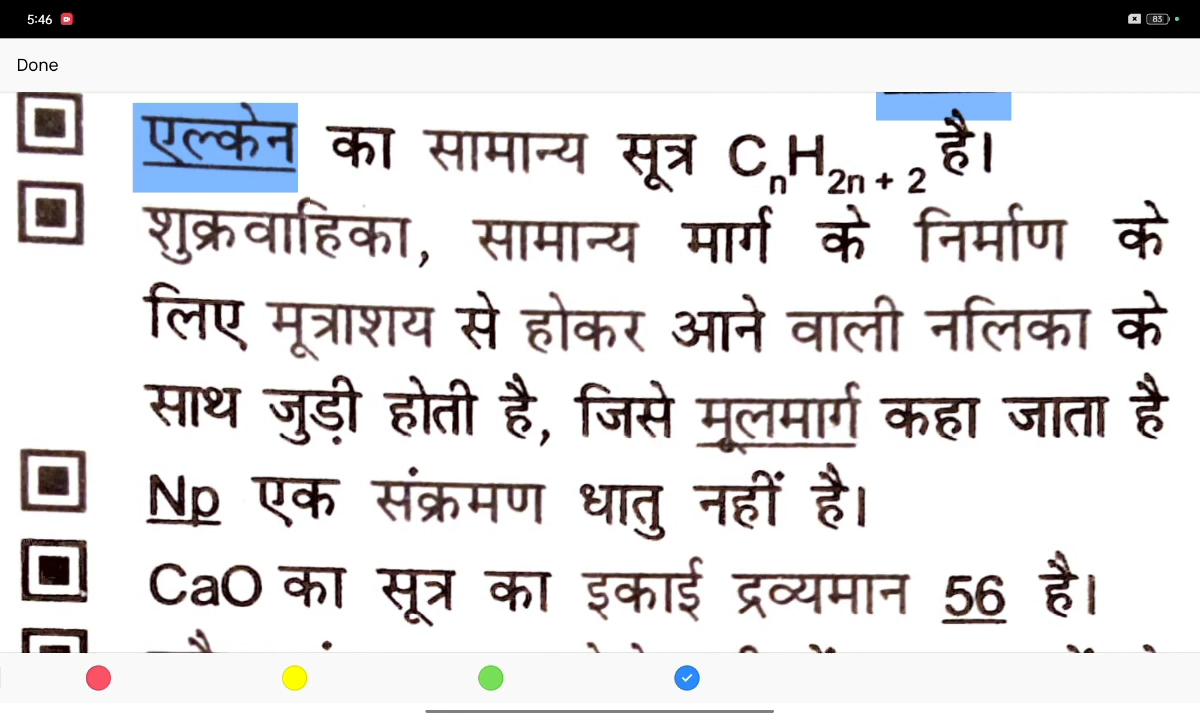 5:46
83
Done
एल्केन का सामान्य सूत्र CₙH₂ₙ ₊ ₂ है।
शुक्रवाहिका, सामान्य मार्ग के निर्माण के
लिए मूत्राशय से होकर आने वाली नलिका के
साथ जुड़ी होती है, जिसे मूलमार्ग कहा जाता है
Np एक संक्रमण धातु नहीं है।
CaO का सूत्र का इकाई द्रव्यमान 56 है।